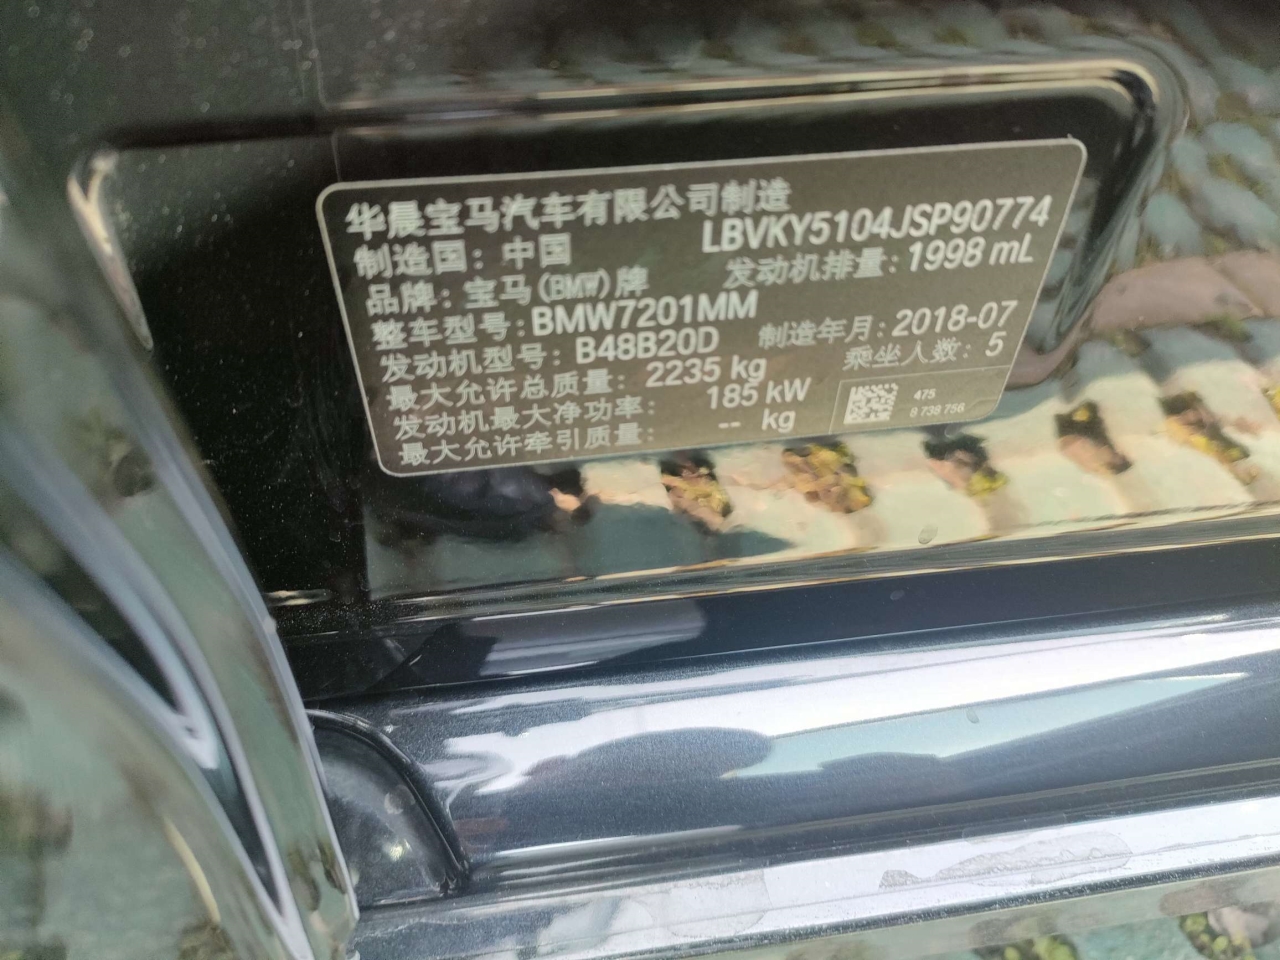 华晨宝马汽车有限公司制造
制造国：中国 LBVKY5104JSP90774
品牌：宝马(BMW)牌 发动机排量：1998 mL
整车型号：BMW7201MM
发动机型号：B48B20D 制造年月：2018-07
最大允许总质量：2235 kg 乘坐人数：5
发动机最大净功率：185 kW
最大允许牵引质量：-- kg
475
8 738 756